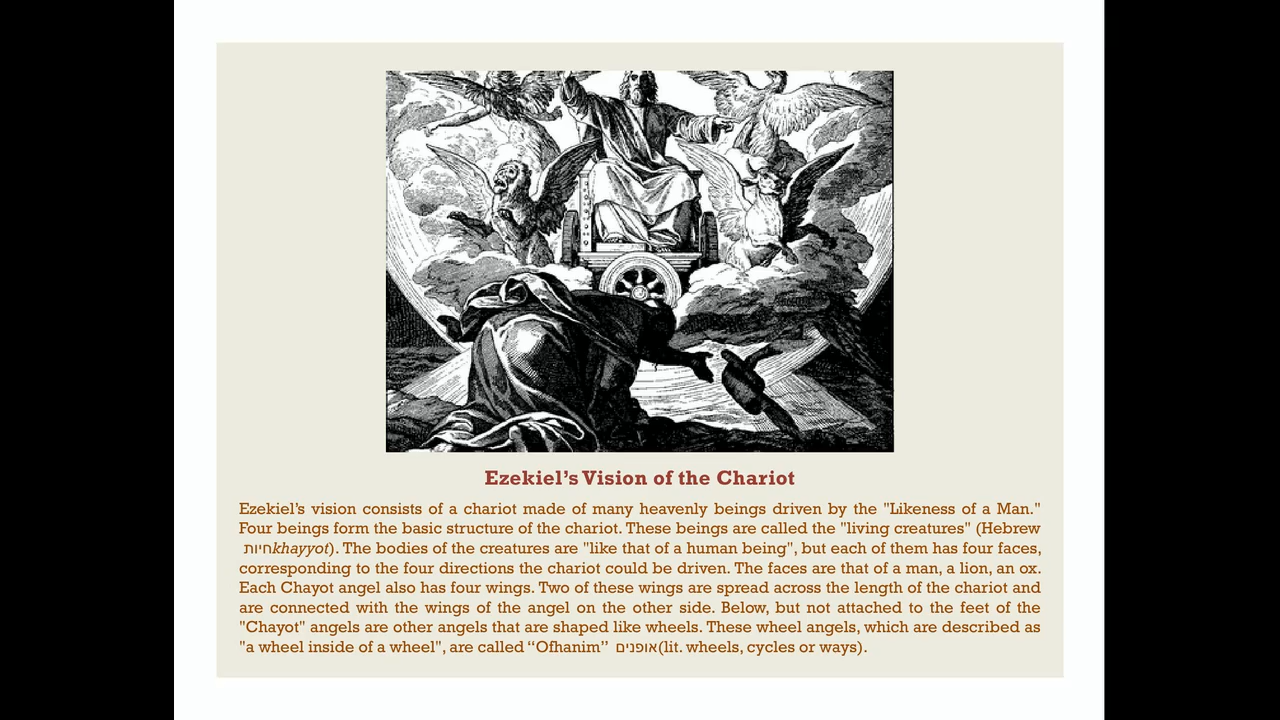 Ezekiel’s Vision of the Chariot
Ezekiel’s vision consists of a chariot made of many heavenly beings driven by the "Likeness of a Man."
Four beings form the basic structure of the chariot. These beings are called the "living creatures" (Hebrew
חיות khayyot). The bodies of the creatures are "like that of a human being", but each of them has four faces,
corresponding to the four directions the chariot could be driven. The faces are that of a man, a lion, an ox.
Each Chayot angel also has four wings. Two of these wings are spread across the length of the chariot and
are connected with the wings of the angel on the other side. Below, but not attached to the feet of the
"Chayot" angels are other angels that are shaped like wheels. These wheel angels, which are described as
"a wheel inside of a wheel", are called “Ofhanim” אופנים (lit. wheels, cycles or ways).